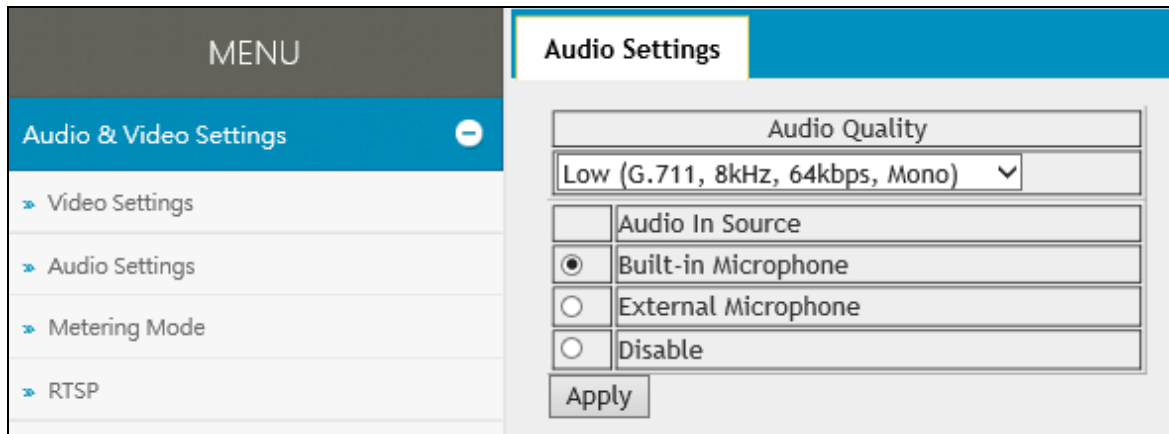 MENU
Audio & Video Settings
Video Settings
Audio Settings
Metering Mode
RTSP
Audio Settings
Audio Quality
Low (G.711, 8kHz, 64kbps, Mono)
Audio In Source
Built-in Microphone
External Microphone
Disable
Apply